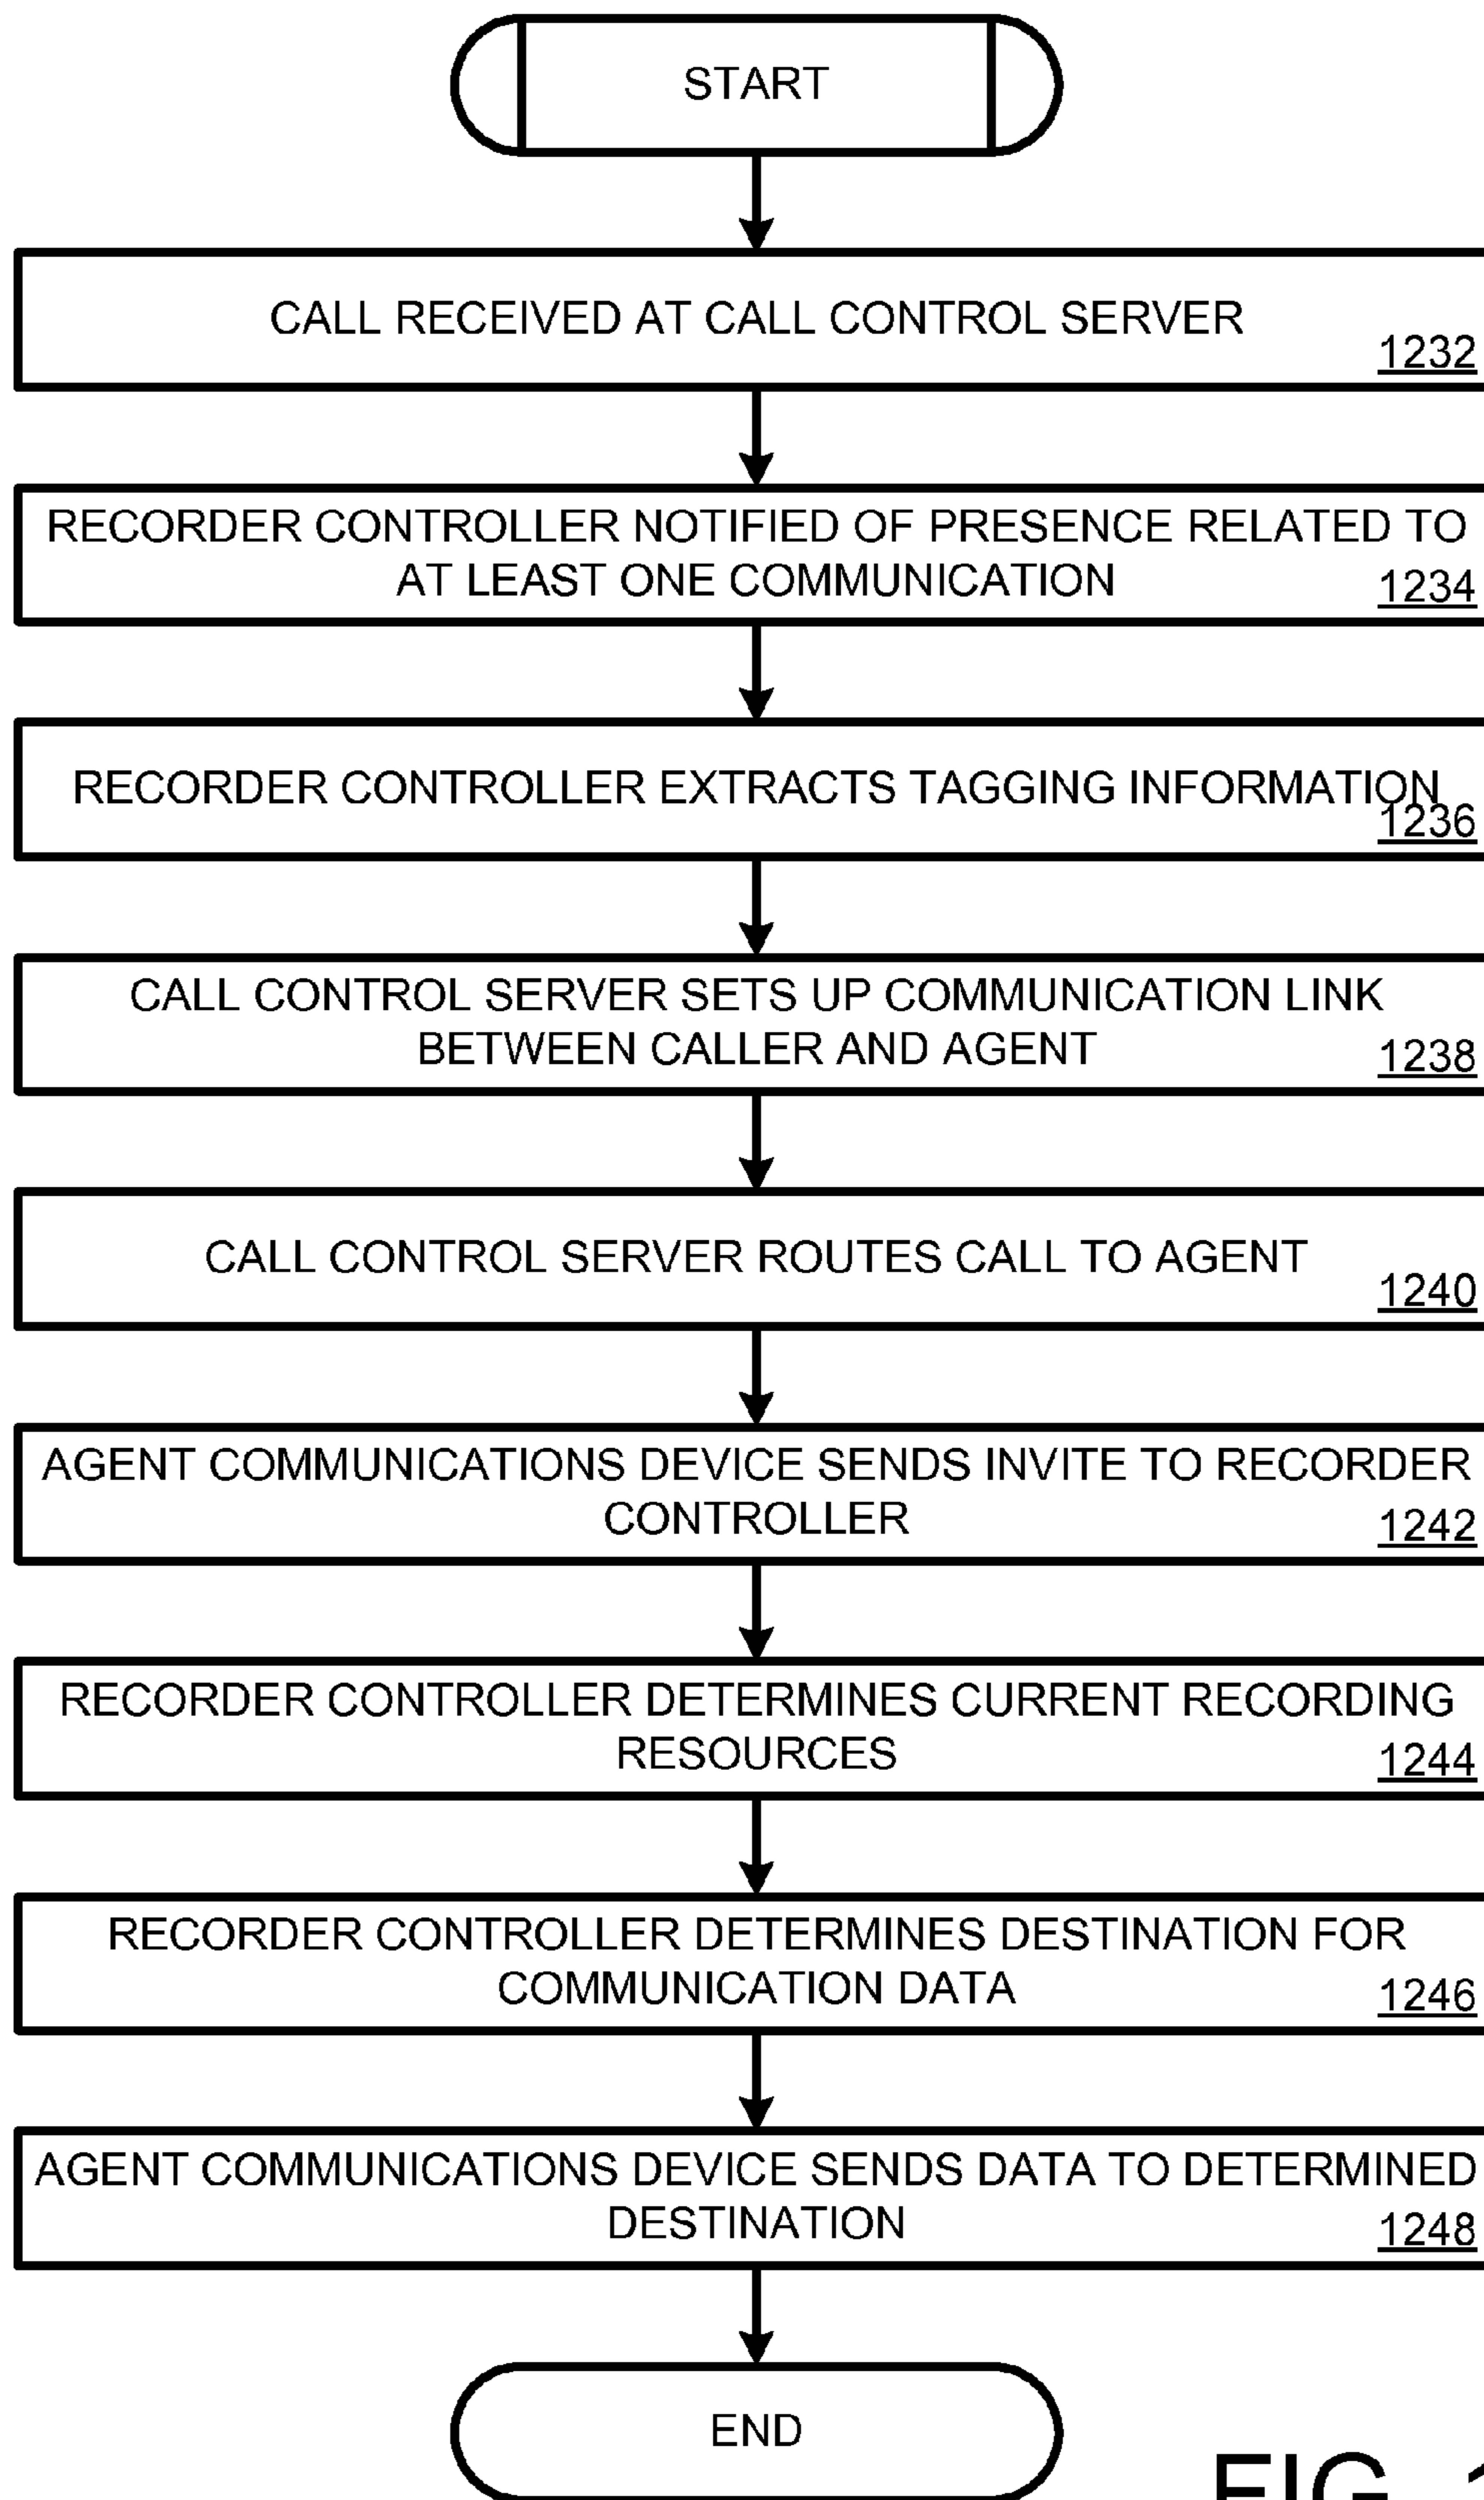 START
CALL RECEIVED AT CALL CONTROL SERVER
1232
RECORDER CONTROLLER NOTIFIED OF PRESENCE RELATED TO
AT LEAST ONE COMMUNICATION
1234
RECORDER CONTROLLER EXTRACTS TAGGING INFORMATION
1236
CALL CONTROL SERVER SETS UP COMMUNICATION LINK
BETWEEN CALLER AND AGENT
1238
CALL CONTROL SERVER ROUTES CALL TO AGENT
1240
AGENT COMMUNICATIONS DEVICE SENDS INVITE TO RECORDER
CONTROLLER
1242
RECORDER CONTROLLER DETERMINES CURRENT RECORDING
RESOURCES
1244
RECORDER CONTROLLER DETERMINES DESTINATION FOR
COMMUNICATION DATA
1246
AGENT COMMUNICATIONS DEVICE SENDS DATA TO DETERMINED
DESTINATION
1248
END
FIG.